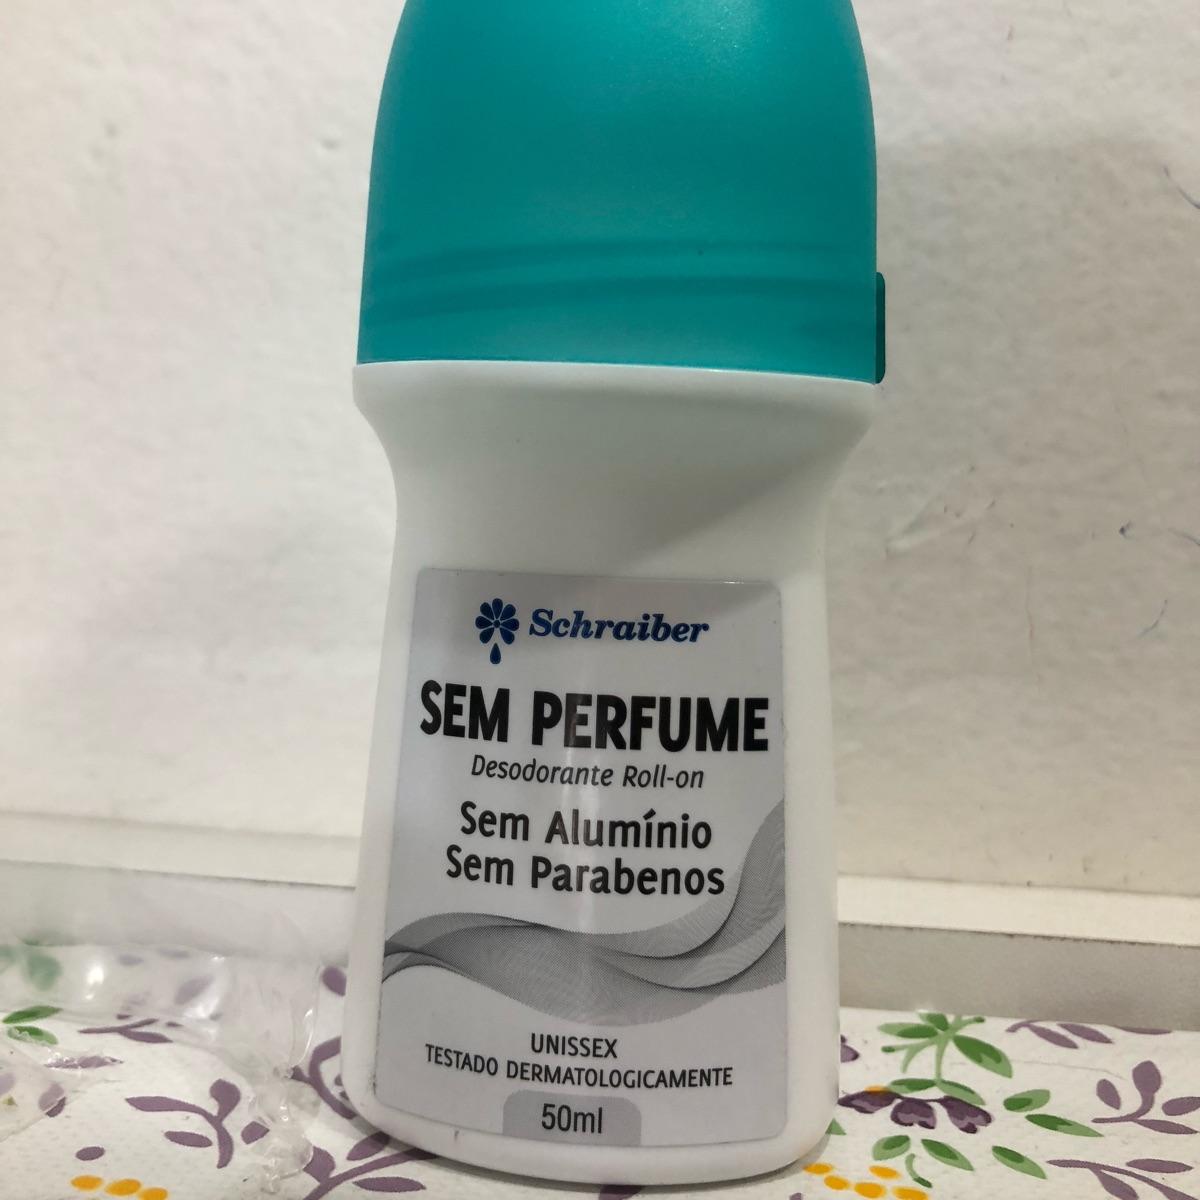 Schraiber
SEM PERFUME
Desodorante Roll-on
Sem Alumínio
Sem Parabenos
UNISSEX
TESTADO DERMATOLOGICAMENTE
50ml